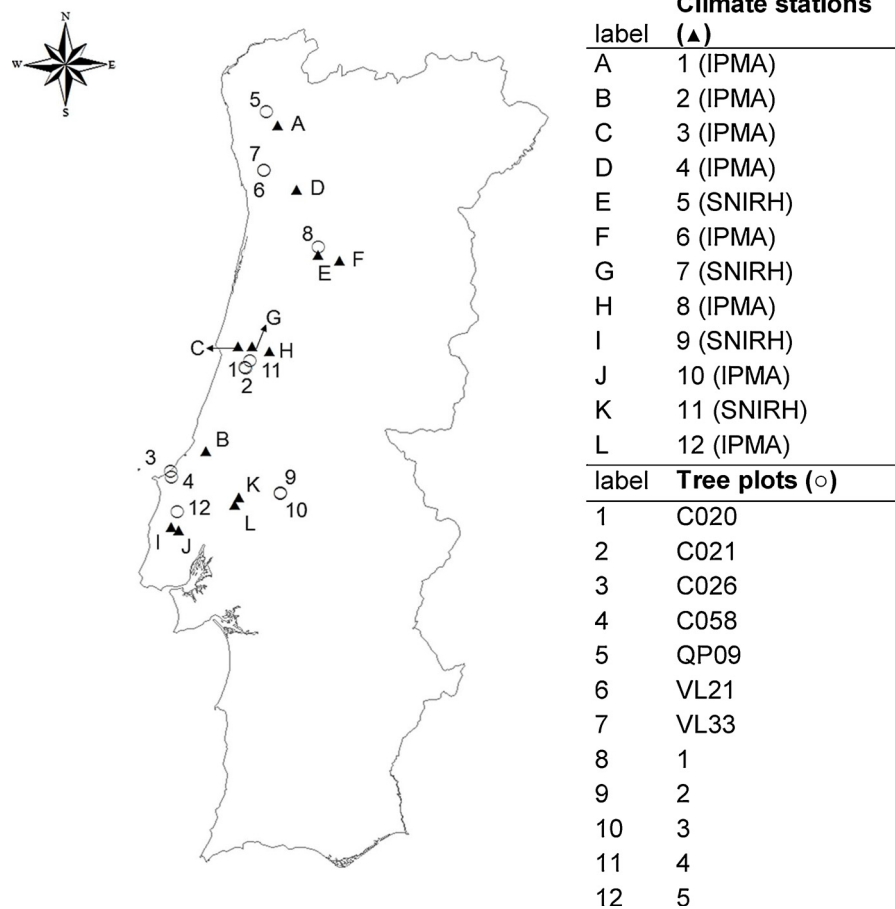 N
W E
S
5
A
7
6
D
8
E
F
G
C
H
1
11
2
B
3
4
K
9
12
L
10
I
J
Climate stations
label (▲)
A 1 (IPMA)
B 2 (IPMA)
C 3 (IPMA)
D 4 (IPMA)
E 5 (SNIRH)
F 6 (IPMA)
G 7 (SNIRH)
H 8 (IPMA)
I 9 (SNIRH)
J 10 (IPMA)
K 11 (SNIRH)
L 12 (IPMA)
label Tree plots (○)
1 C020
2 C021
3 C026
4 C058
5 QP09
6 VL21
7 VL33
8 1
9 2
10 3
11 4
12 5